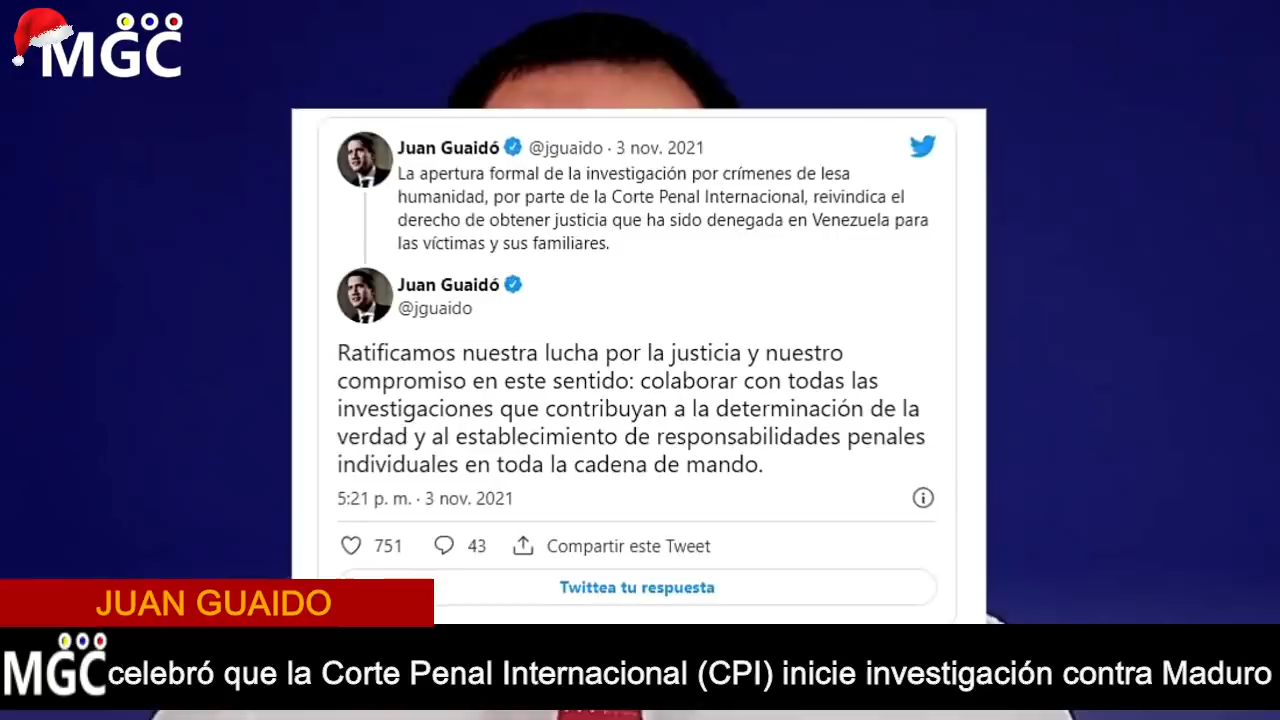 MGC
Juan Guaidó @jguaido · 3 nov. 2021
La apertura formal de la investigación por crímenes de lesa
humanidad, por parte de la Corte Penal Internacional, reivindica el
derecho de obtener justicia que ha sido denegada en Venezuela para
las víctimas y sus familiares.
Juan Guaidó
@jguaido
Ratificamos nuestra lucha por la justicia y nuestro
compromiso en este sentido: colaborar con todas las
investigaciones que contribuyan a la determinación de la
verdad y al establecimiento de responsabilidades penales
individuales en toda la cadena de mando.
5:21 p. m. · 3 nov. 2021
751 43 Compartir este Tweet
Twittea tu respuesta
JUAN GUAIDO
MGC celebró que la Corte Penal Internacional (CPI) inicie investigación contra Maduro